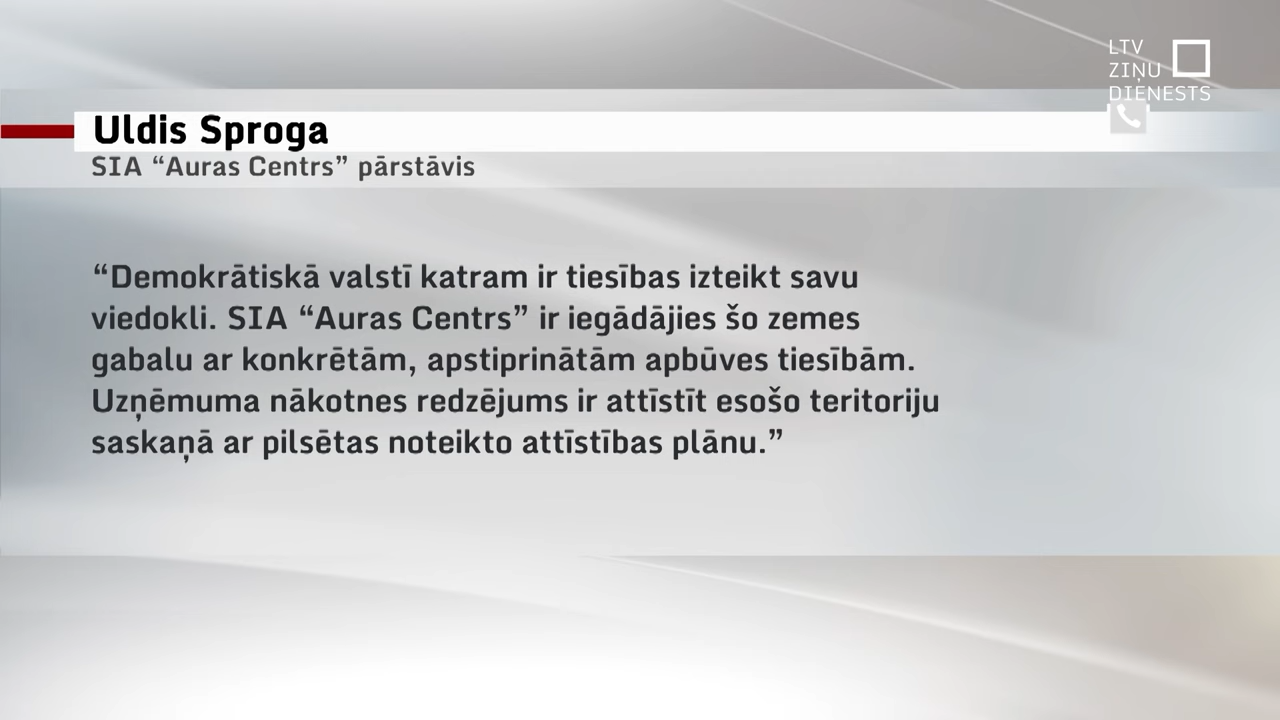 LTV
ZIŅU
DIENESTS
Uldis Sproga
SIA “Auras Centrs” pārstāvis
“Demokrātiskā valstī katram ir tiesības izteikt savu
viedokli. SIA “Auras Centrs” ir iegādājies šo zemes
gabalu ar konkrētām, apstiprinātām apbūves tiesībām.
Uzņēmuma nākotnes redzējums ir attīstīt esošo teritoriju
saskaņā ar pilsētas noteikto attīstības plānu.”